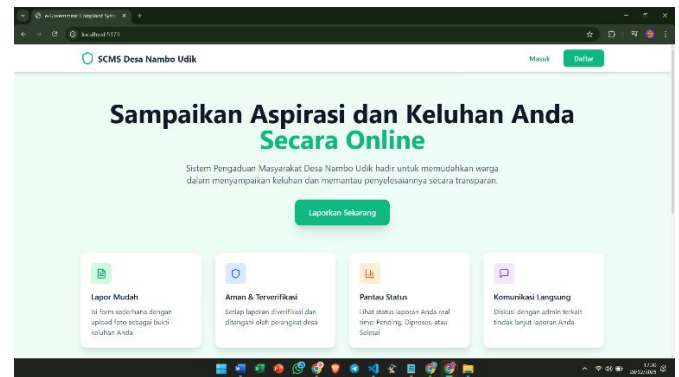 e-Government Complaint Syste
localhost:5173
SCMS Desa Nambo Udik
Masuk
Daftar
Sampaikan Aspirasi dan Keluhan Anda
Secara Online
Sistem Pengaduan Masyarakat Desa Nambo Udik hadir untuk memudahkan warga
dalam menyampaikan keluhan dan memantau penyelesaiannya secara transparan.
Laporkan Sekarang
Lapor Mudah
Isi form sederhana dengan
upload foto sebagai bukti
keluhan Anda
Aman & Terverifikasi
Setiap laporan diverifikasi dan
ditangani oleh perangkat desa
Pantau Status
Lihat status laporan Anda real
time: Pending, Diproses, atau
Selesai
Komunikasi Langsung
Diskusi dengan admin terkait
tindak lanjut laporan Anda